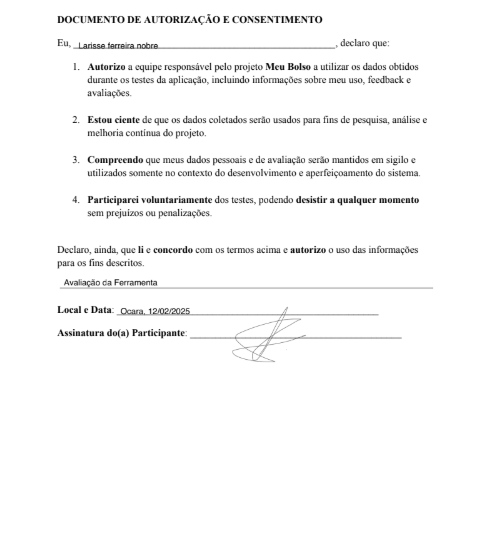 DOCUMENTO DE AUTORIZAÇÃO E CONSENTIMENTO
Eu, Larisse ferreira nobre, declaro que:
1. Autorizo a equipe responsável pelo projeto Meu Bolso a utilizar os dados obtidos
durante os testes da aplicação, incluindo informações sobre meu uso, feedback e
avaliações.
2. Estou ciente de que os dados coletados serão usados para fins de pesquisa, análise e
melhoria contínua do projeto.
3. Compreendo que meus dados pessoais e de avaliação serão mantidos em sigilo e
utilizados somente no contexto do desenvolvimento e aperfeiçoamento do sistema.
4. Participarei voluntariamente dos testes, podendo desistir a qualquer momento
sem prejuízos ou penalizações.
Declaro, ainda, que li e concordo com os termos acima e autorizo o uso das informações
para os fins descritos.
Avaliação da Ferramenta
Local e Data: Ocara, 12/02/2025
Assinatura do(a) Participante: